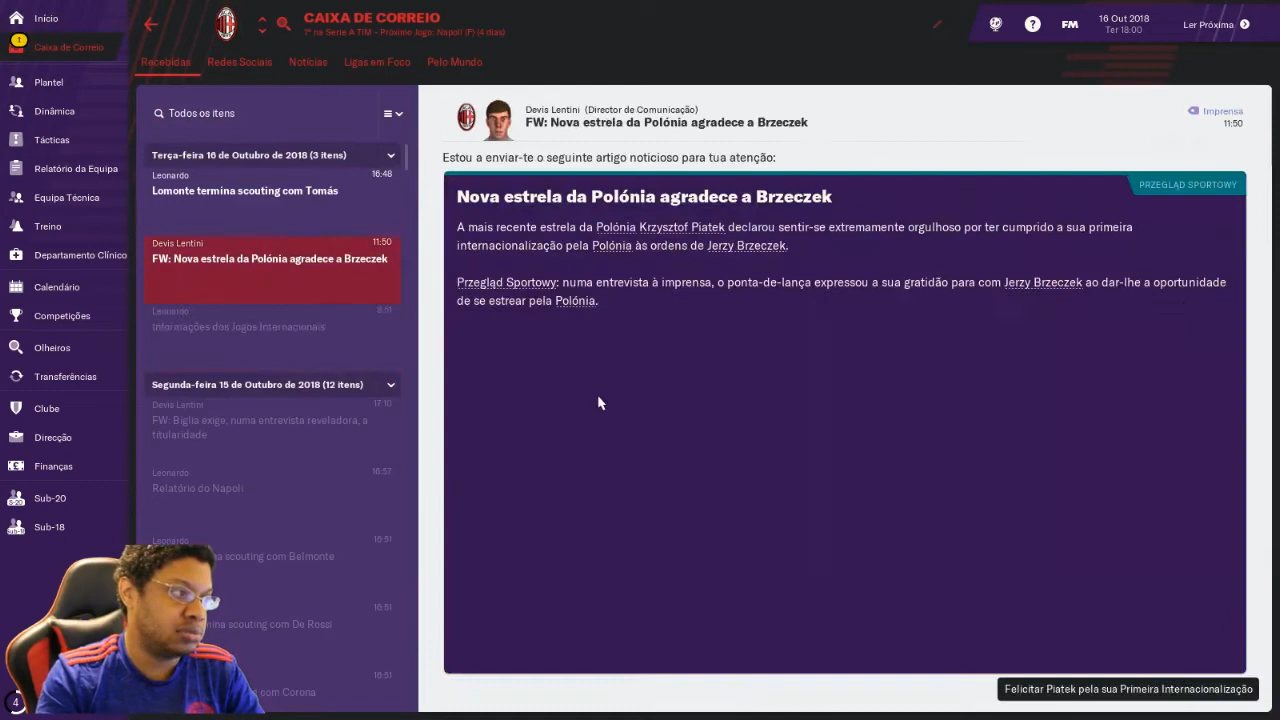 Início
1
Caixa de Correio
Plantel
Dinâmica
Tácticas
Relatório da Equipa
Equipa Técnica
Treino
Departamento Clínico
Calendário
Competições
Olheiros
Transferências
Clube
Direcção
Finanças
Sub-20
Sub-18
4
CAIXA DE CORREIO
1º na Serie A TIM - Próximo Jogo: Napoli (F) (4 dias)
FM
16 Out 2018
Ter 18:00
Ler Próxima
Recebidas
Redes Sociais
Notícias
Ligas em Foco
Pelo Mundo
Todos os itens
Terça-feira 16 de Outubro de 2018 (3 itens)
Leonardo 16:48
Lomonte termina scouting com Tomás
Devis Lentini 11:50
FW: Nova estrela da Polónia agradece a Brzeczek
Leonardo
Informações dos Jogos Internacionais
Segunda-feira 15 de Outubro de 2018 (12 itens)
Devis Lentini 17:10
FW: Biglia exige, numa entrevista reveladora, a
titularidade
Leonardo 16:57
Relatório do Napoli
Leonardo 16:51
scouting com Belmonte
16:51
scouting com De Rossi
16:51
com Corona
Devis Lentini (Director de Comunicação)
FW: Nova estrela da Polónia agradece a Brzeczek
Imprensa
11:50
Estou a enviar-te o seguinte artigo noticioso para tua atenção:
PRZEGLĄD SPORTOWY
Nova estrela da Polónia agradece a Brzeczek
A mais recente estrela da Polónia Krzysztof Piatek declarou sentir-se extremamente orgulhoso por ter cumprido a sua primeira
internacionalização pela Polónia às ordens de Jerzy Brzeczek.
Przegląd Sportowy: numa entrevista à imprensa, o ponta-de-lança expressou a sua gratidão para com Jerzy Brzeczek ao dar-lhe a oportunidade
de se estrear pela Polónia.
Felicitar Piatek pela sua Primeira Internacionalização